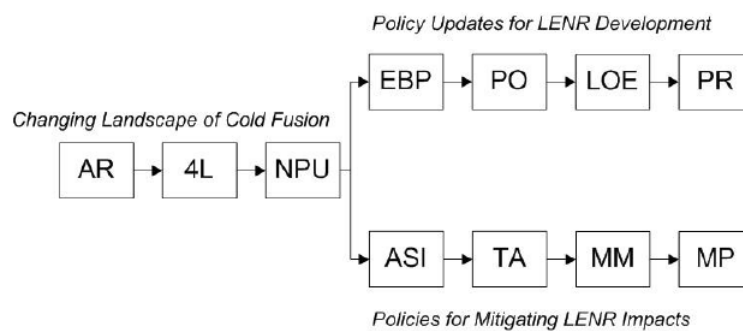 Policy Updates for LENR Development
EBP PO LOE PR
Changing Landscape of Cold Fusion
AR 4L NPU
ASI TA MM MP
Policies for Mitigating LENR Impacts